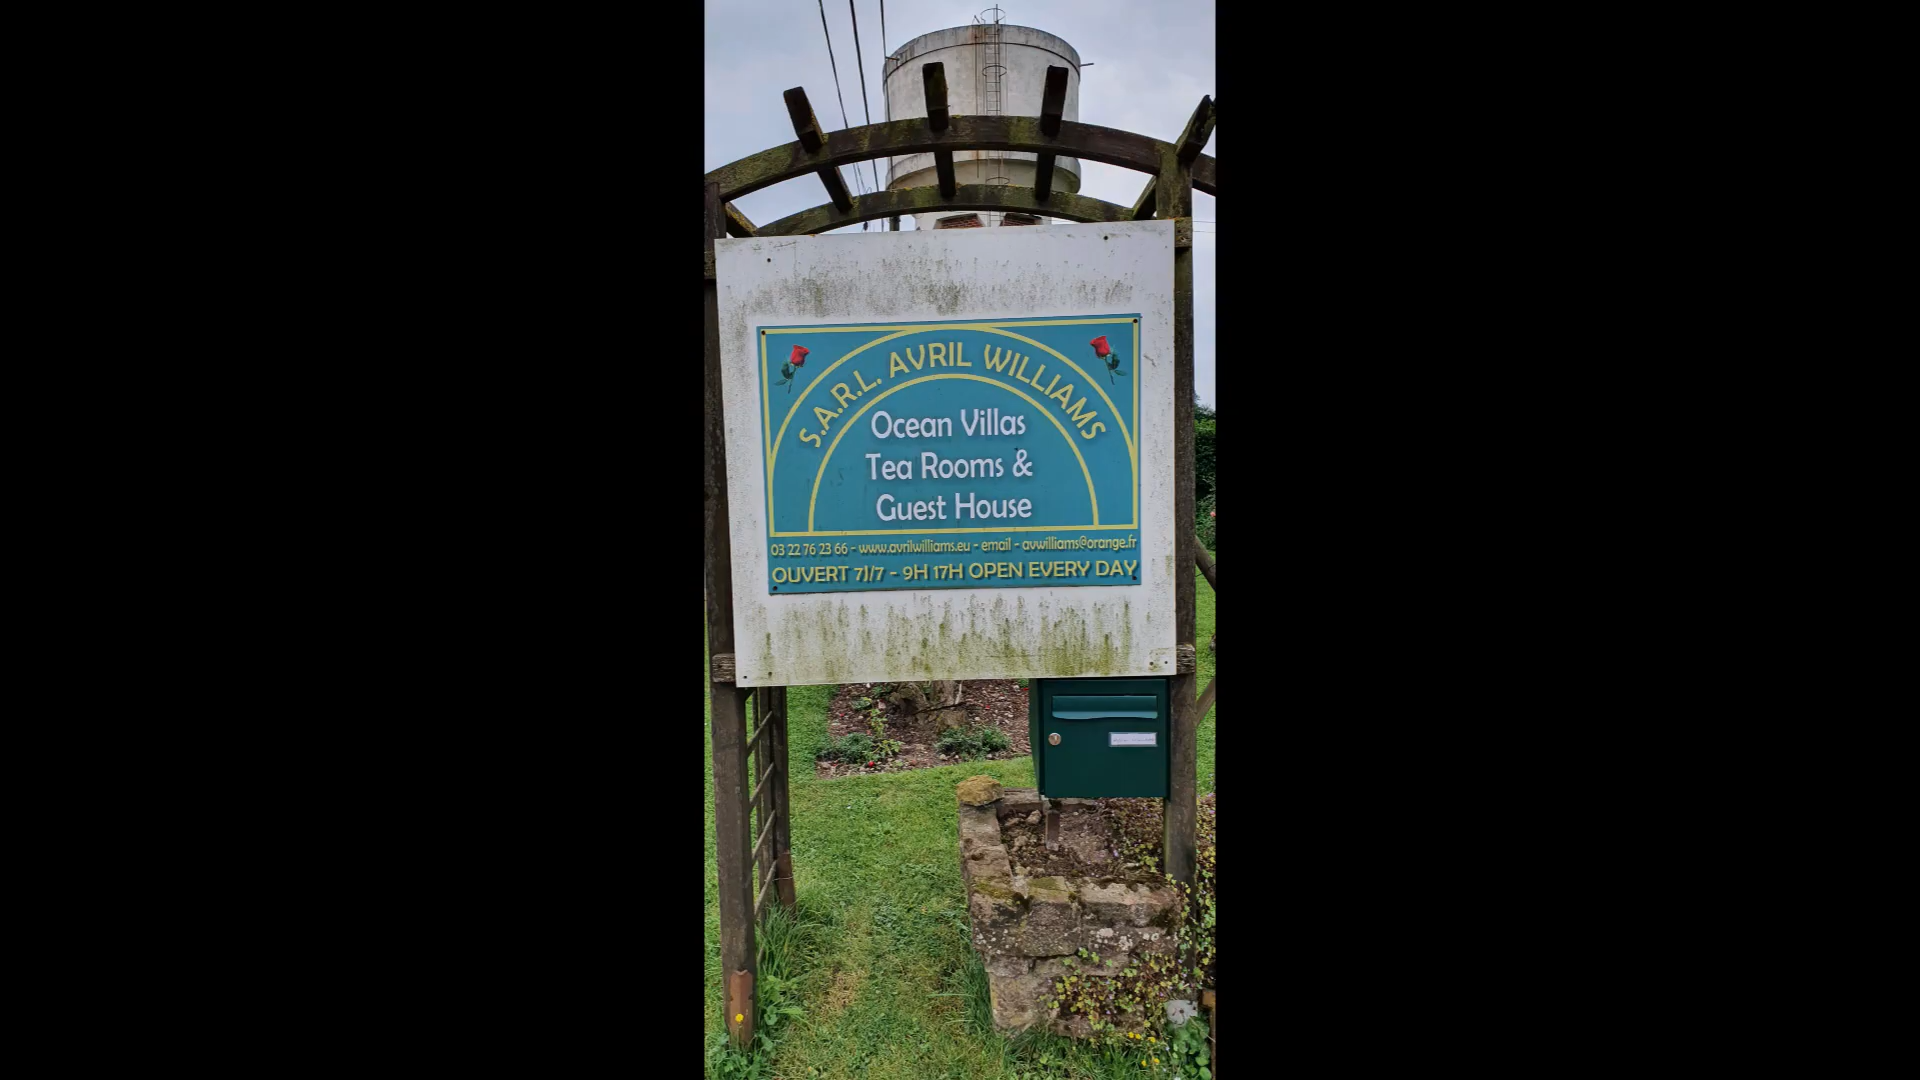 S.A.R.L. AVRIL WILLIAMS
Ocean Villas
Tea Rooms &
Guest House
03 22 76 23 66 - www.avrilwilliams.eu - email - avwilliams@orange.fr
OUVERT 7J/7 - 9H 17H OPEN EVERY DAY